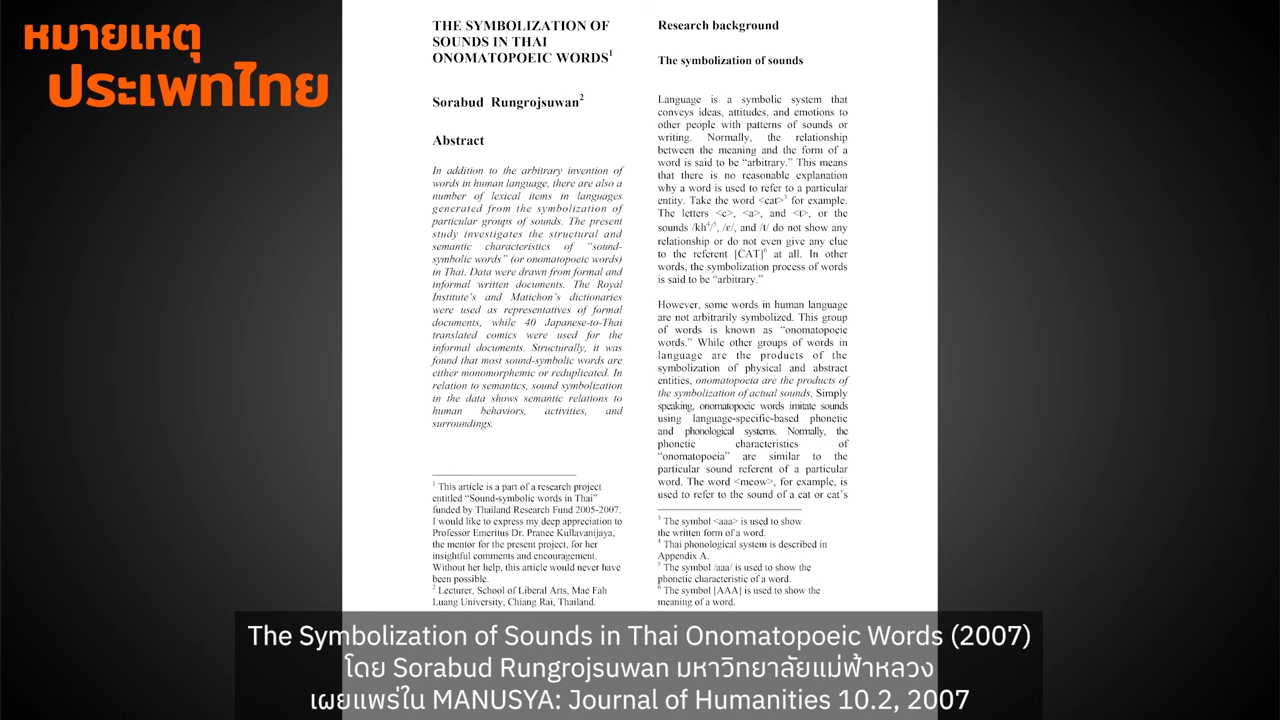 หมายเหตุ
ประเพทไทย
THE SYMBOLIZATION OF
SOUNDS IN THAI
ONOMATOPOEIC WORDS1
Sorabud Rungrojsuwan2
Abstract
In addition to the arbitrary invention of
words in human language, there are also a
number of lexical items in languages
generated from the symbolization of
particular groups of sounds. The present
study investigates the structural and
semantic characteristics of “sound-
symbolic words” (or onomatopoeic words)
in Thai. Data were drawn from formal and
informal written documents. The Royal
Institute’s and Matichon’s dictionaries
were used as representatives of formal
documents, while 40 Japanese-to-Thai
translated comics were used for the
informal documents. Structurally, it was
found that most sound-symbolic words are
either monomorphemic or reduplicated. In
relation to semantics, sound symbolization
in the data shows semantic relations to
human behaviors, activities, and
surroundings.
1 This article is a part of a research project
entitled “Sound-symbolic words in Thai”
funded by Thailand Research Fund 2005-2007.
I would like to express my deep appreciation to
Professor Emeritus Dr. Pranee Kullavanijaya,
the mentor for the present project, for her
insightful comments and encouragement.
Without her help, this article would never have
been possible.
2 Lecturer, School of Liberal Arts, Mae Fah
Luang University, Chiang Rai, Thailand.
Research background
The symbolization of sounds
Language is a symbolic system that
conveys ideas, attitudes, and emotions to
other people with patterns of sounds or
writing. Normally, the relationship
between the meaning and the form of a
word is said to be “arbitrary.” This means
that there is no reasonable explanation
why a word is used to refer to a particular
entity. Take the word <cat>3 for example.
The letters <c>, <a>, and <t>, or the
sounds /kh4/5, /ɛ/, and /t/ do not show any
relationship or do not even give any clue
to the referent [CAT]6 at all. In other
words, the symbolization process of words
is said to be “arbitrary.”
However, some words in human language
are not arbitrarily symbolized. This group
of words is known as “onomatopoeic
words.” While other groups of words in
language are the products of the
symbolization of physical and abstract
entities, onomatopoeia are the products of
the symbolization of actual sounds. Simply
speaking, onomatopoeic words imitate sounds
using language-specific-based phonetic
and phonological systems. Normally, the
phonetic characteristics of
“onomatopoeia” are similar to the
particular sound referent of a particular
word. The word <meow>, for example, is
used to refer to the sound of a cat or cat’s
3 The symbol <aaa> is used to show
the written form of a word.
4 Thai phonological system is described in
Appendix A.
5 The symbol /aaa/ is used to show the
phonetic characteristic of a word.
6 The symbol [AAA] is used to show the
meaning of a word.
The Symbolization of Sounds in Thai Onomatopoeic Words (2007)
โดย Sorabud Rungrojsuwan มหาวิทยาลัยแม่ฟ้าหลวง
เผยแพร่ใน MANUSYA: Journal of Humanities 10.2, 2007